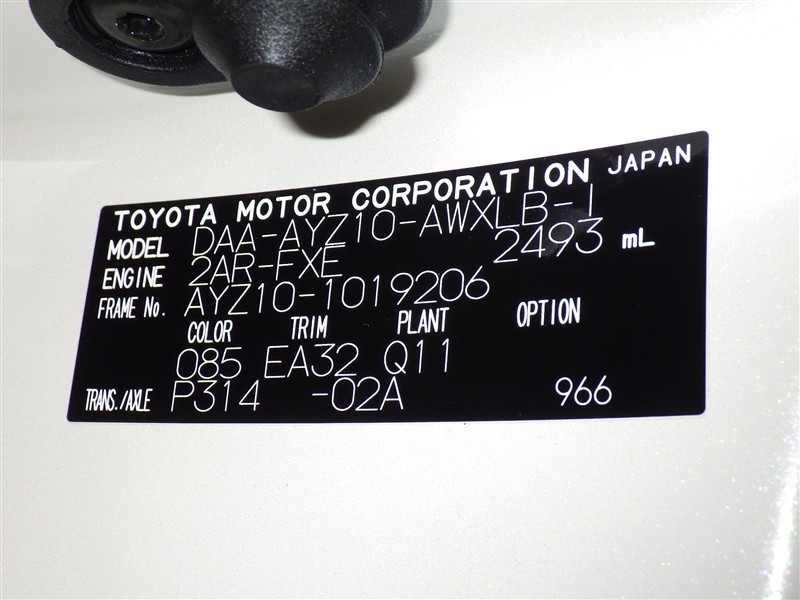 TOYOTA MOTOR CORPORATION JAPAN
MODEL DAA-AYZ10-AWXLB-I
ENGINE 2AR-FXE 2493 mL
FRAME No. AYZ10-1019206
COLOR TRIM PLANT OPTION
085 EA32 Q11
TRANS./AXLE P314 -02A 966